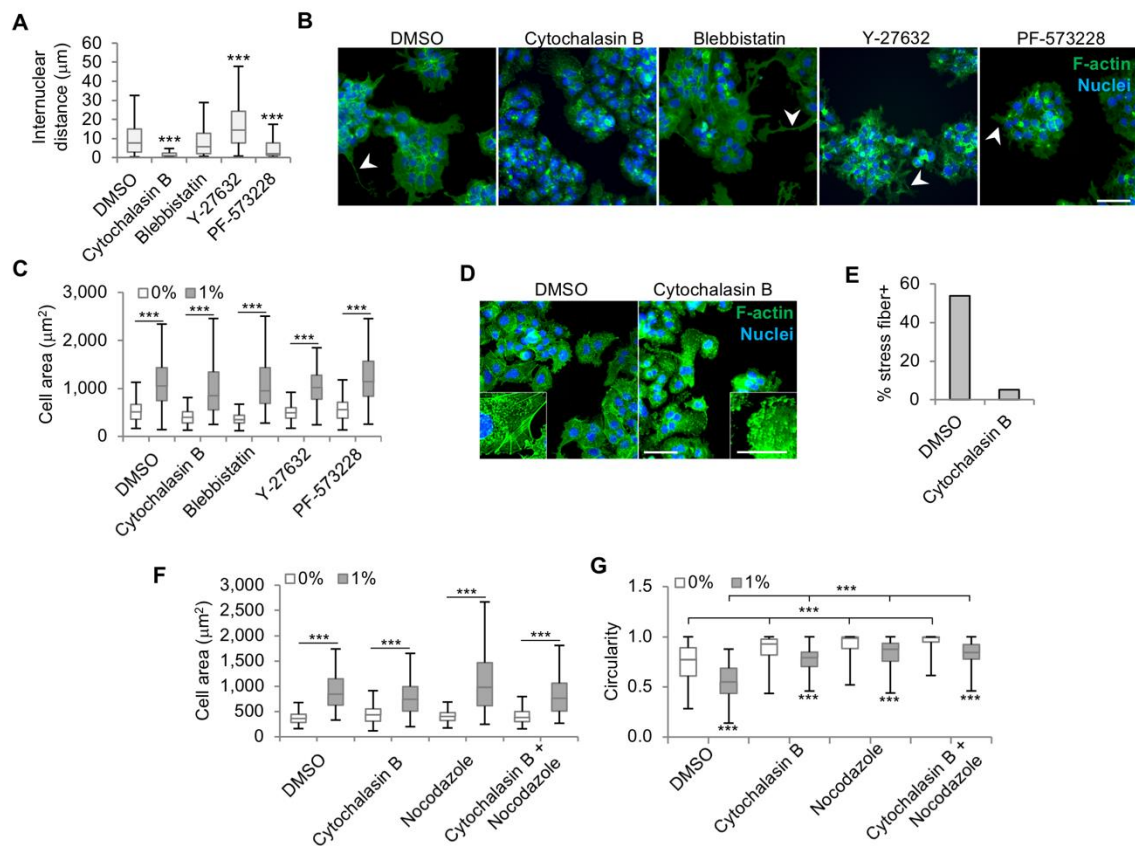 A
Internuclear
distance (μm)
60
50
40
30
20
10
0
***
***
***
DMSO
Cytochalasin B
Blebbistatin
Y-27632
PF-573228
B
DMSO
Cytochalasin B
Blebbistatin
Y-27632
PF-573228
F-actin
Nuclei
C
0% 1%
Cell area (μm²)
3,000
2,000
1,000
0
***
***
***
***
***
DMSO
Cytochalasin B
Blebbistatin
Y-27632
PF-573228
D
DMSO
Cytochalasin B
F-actin
Nuclei
E
% stress fiber+
60
40
20
0
DMSO
Cytochalasin B
F
0% 1%
Cell area (μm²)
3,000
2,500
2,000
1,500
1,000
500
0
***
***
***
***
DMSO
Cytochalasin B
Nocodazole
Cytochalasin B +
Nocodazole
G
0% 1%
Circularity
1.5
1.0
0.5
0.0
***
***
***
***
***
***
DMSO
Cytochalasin B
Nocodazole
Cytochalasin B +
Nocodazole